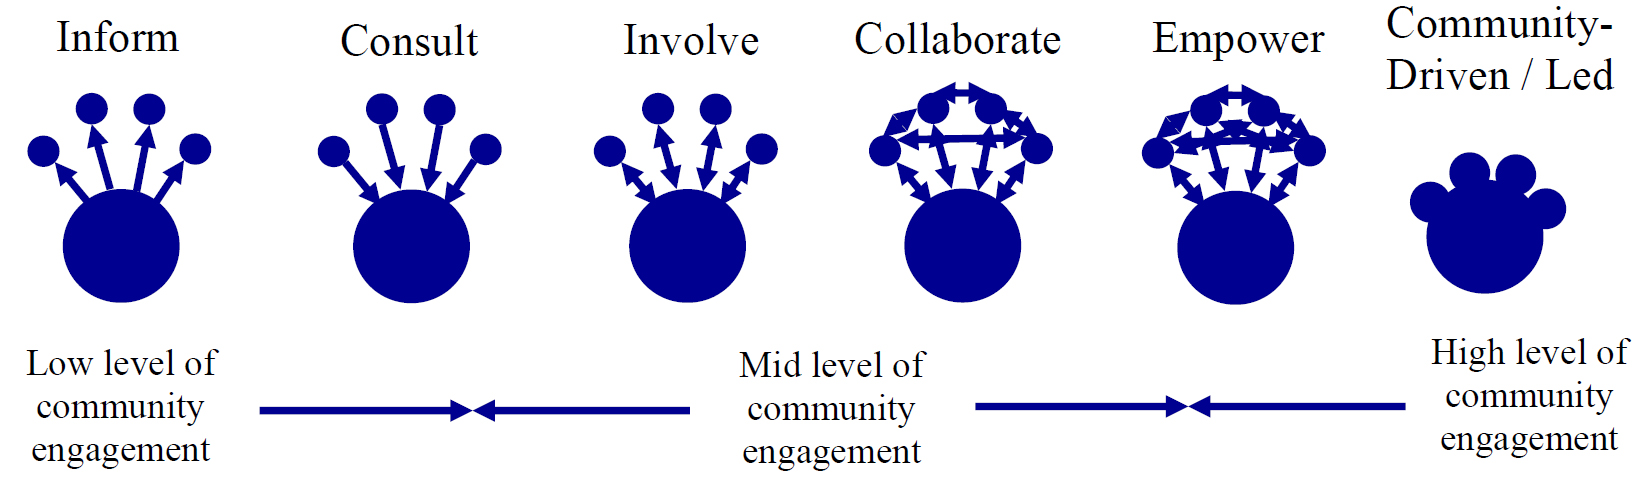 Inform
Consult
Involve
Collaborate
Empower
Community-
Driven / Led
Low level of
community
engagement
Mid level of
community
engagement
High level of
community
engagement